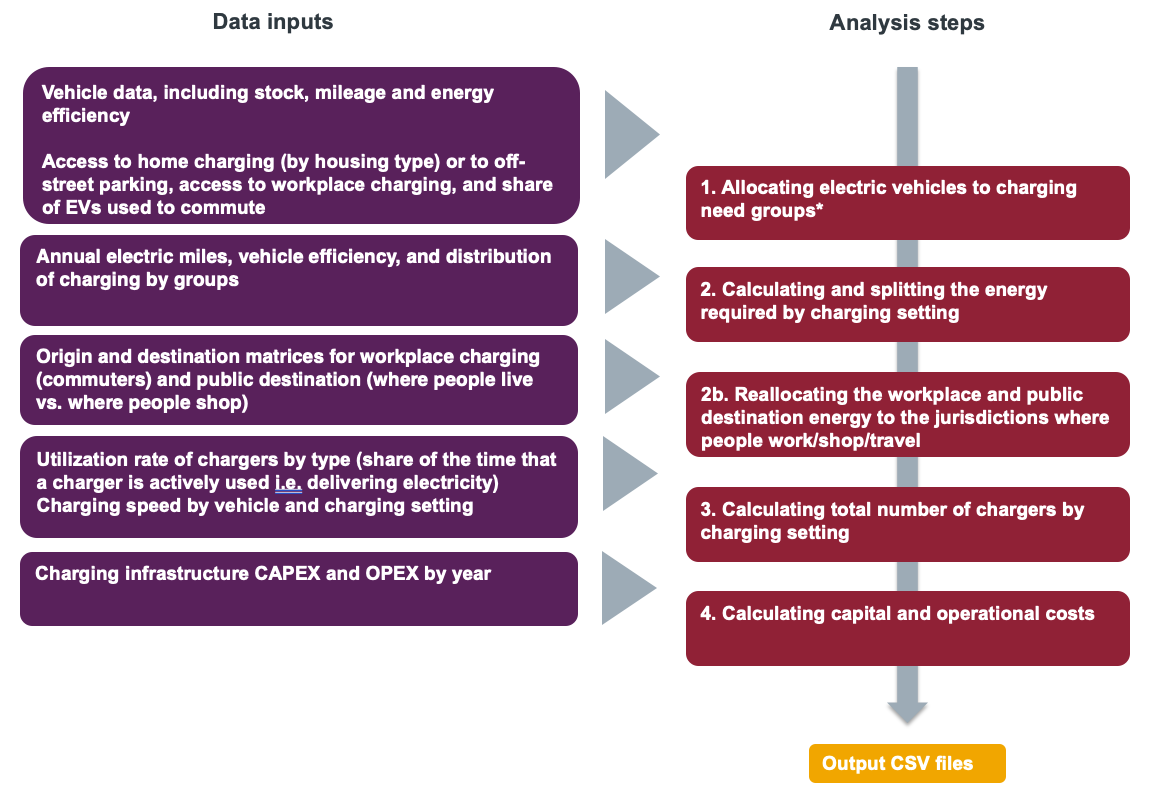 Data inputs
Analysis steps
Vehicle data, including stock, mileage and energy
efficiency
Access to home charging (by housing type) or to off-
street parking, access to workplace charging, and share
of EVs used to commute
Annual electric miles, vehicle efficiency, and distribution
of charging by groups
Origin and destination matrices for workplace charging
(commuters) and public destination (where people live
vs. where people shop)
Utilization rate of chargers by type (share of the time that
a charger is actively used i.e. delivering electricity)
Charging speed by vehicle and charging setting
Charging infrastructure CAPEX and OPEX by year
1. Allocating electric vehicles to charging
need groups*
2. Calculating and splitting the energy
required by charging setting
2b. Reallocating the workplace and public
destination energy to the jurisdictions where
people work/shop/travel
3. Calculating total number of chargers by
charging setting
4. Calculating capital and operational costs
Output CSV files